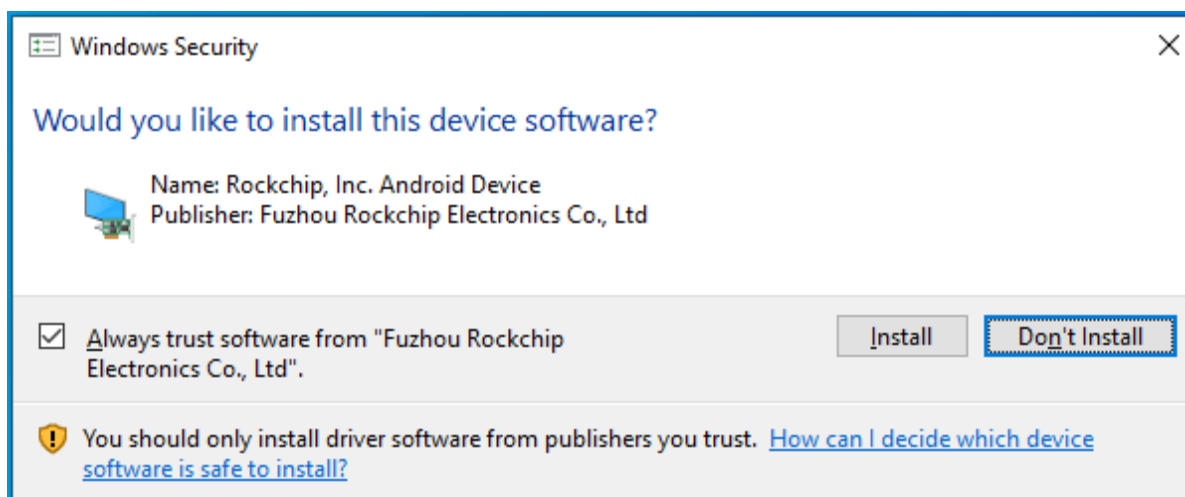 Windows Security
Would you like to install this device software?
Name: Rockchip, Inc. Android Device
Publisher: Fuzhou Rockchip Electronics Co., Ltd
Always trust software from "Fuzhou Rockchip
Electronics Co., Ltd".
Install
Don't Install
You should only install driver software from publishers you trust. How can I decide which device
software is safe to install?